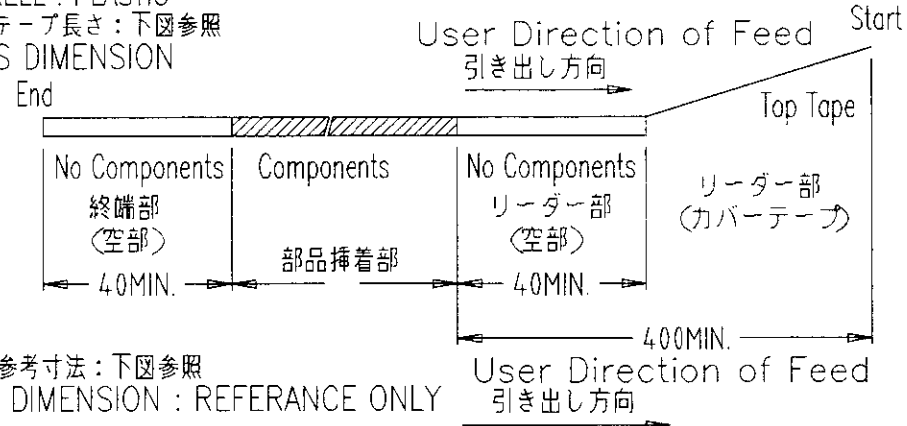 テープ長さ：下図参照
S DIMENSION
User Direction of Feed
引き出し方向
Start
End
Top Tape
No Components
終端部
(空部)
40MIN.
Components
部品挿着部
No Components
リーダー部
(空部)
40MIN.
リーダー部
(カバーテープ)
400MIN.
参考寸法：下図参照
DIMENSION : REFERANCE ONLY
User Direction of Feed
引き出し方向